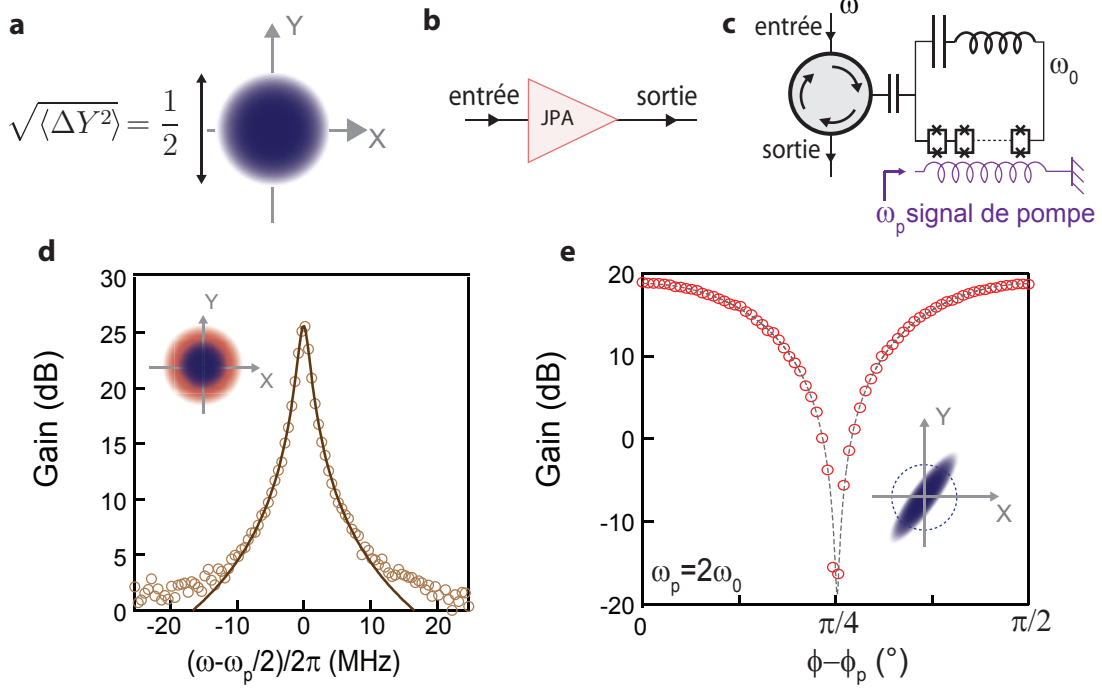 a
Y
X
√⟨ΔY²⟩ = 1/2
b
entrée
JPA
sortie
c
ω
entrée
sortie
ω₀
ωₚ signal de pompe
d
30
25
20
15
10
5
0
Gain (dB)
Y
X
-20 -10 0 10 20
(ω-ωₚ/2)/2π (MHz)
e
20
10
0
-10
-20
Gain (dB)
Y
X
ωₚ=2ω₀
0 π/4 π/2
ϕ−ϕₚ (°)